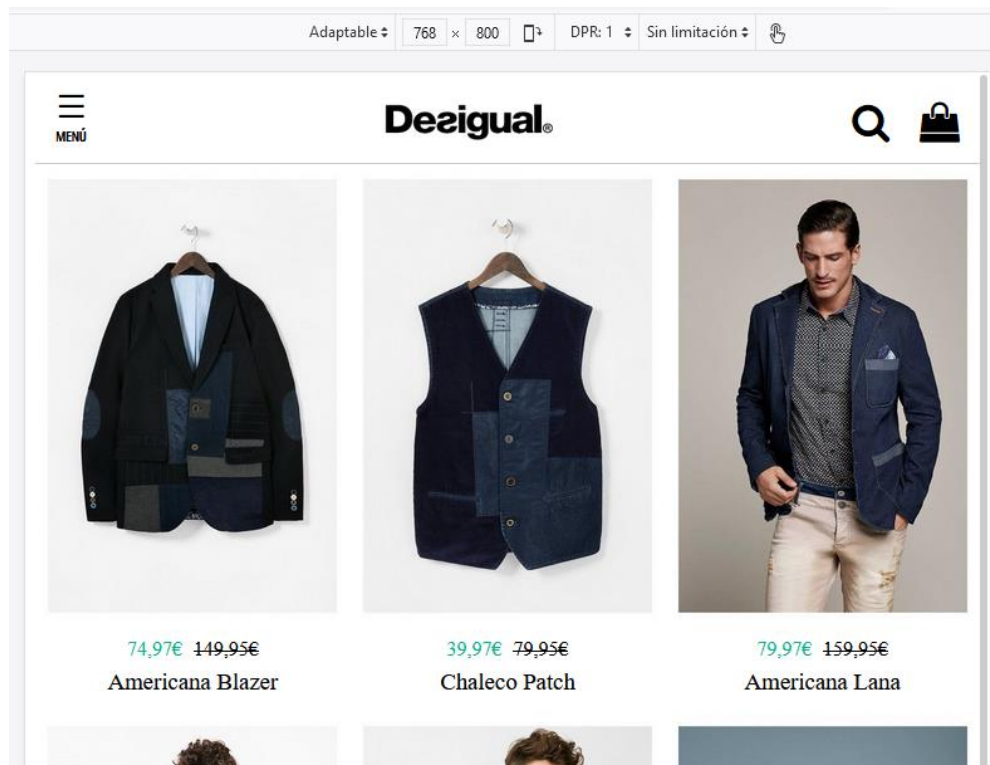 Adaptable 768 × 800 DPR: 1 Sin limitación
MENÚ
Desigual®
74,97€ 149,95€
Americana Blazer
39,97€ 79,95€
Chaleco Patch
79,97€ 159,95€
Americana Lana